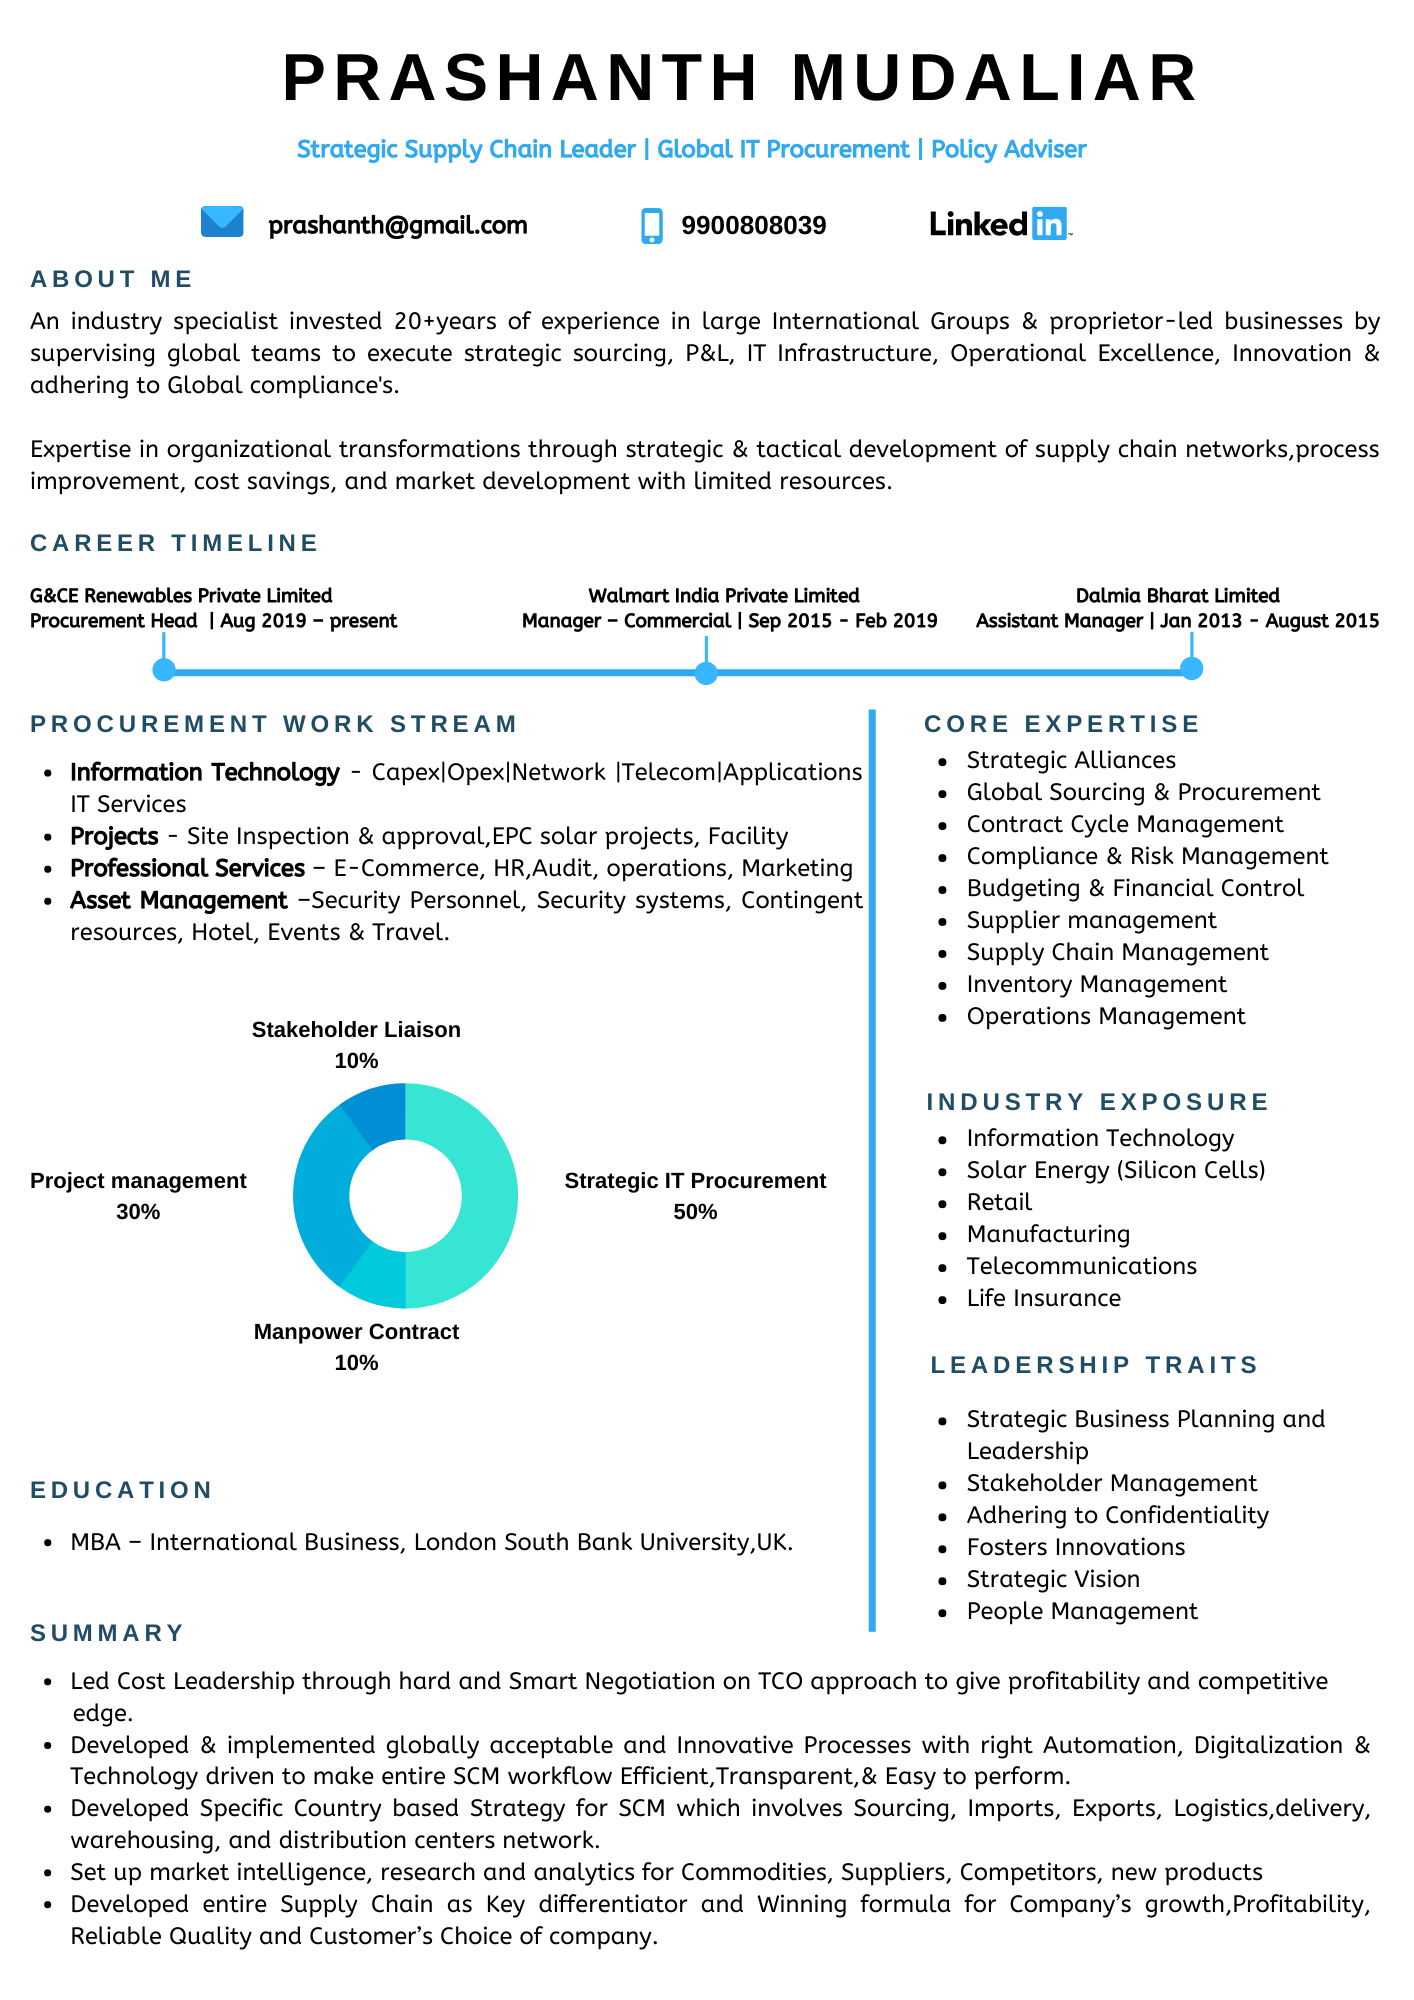 PRASHANTH MUDALIAR
Strategic Supply Chain Leader | Global IT Procurement | Policy Adviser
prashanth@gmail.com
9900808039
Linked in
ABOUT ME
An industry specialist invested 20+years of experience in large International Groups & proprietor-led businesses by
supervising global teams to execute strategic sourcing, P&L, IT Infrastructure, Operational Excellence, Innovation &
adhering to Global compliance's.
Expertise in organizational transformations through strategic & tactical development of supply chain networks,process
improvement, cost savings, and market development with limited resources.
CAREER TIMELINE
G&CE Renewables Private Limited
Procurement Head | Aug 2019 – present
Walmart India Private Limited
Manager – Commercial | Sep 2015 - Feb 2019
Dalmia Bharat Limited
Assistant Manager | Jan 2013 - August 2015
PROCUREMENT WORK STREAM
• Information Technology - Capex|Opex|Network |Telecom|Applications
IT Services
• Projects - Site Inspection & approval,EPC solar projects, Facility
• Professional Services – E-Commerce, HR,Audit, operations, Marketing
• Asset Management –Security Personnel, Security systems, Contingent
resources, Hotel, Events & Travel.
Stakeholder Liaison
10%
Project management
30%
Strategic IT Procurement
50%
Manpower Contract
10%
EDUCATION
• MBA – International Business, London South Bank University,UK.
CORE EXPERTISE
• Strategic Alliances
• Global Sourcing & Procurement
• Contract Cycle Management
• Compliance & Risk Management
• Budgeting & Financial Control
• Supplier management
• Supply Chain Management
• Inventory Management
• Operations Management
INDUSTRY EXPOSURE
• Information Technology
• Solar Energy (Silicon Cells)
• Retail
• Manufacturing
• Telecommunications
• Life Insurance
LEADERSHIP TRAITS
• Strategic Business Planning and
Leadership
• Stakeholder Management
• Adhering to Confidentiality
• Fosters Innovations
• Strategic Vision
• People Management
SUMMARY
• Led Cost Leadership through hard and Smart Negotiation on TCO approach to give profitability and competitive
edge.
• Developed & implemented globally acceptable and Innovative Processes with right Automation, Digitalization &
Technology driven to make entire SCM workflow Efficient,Transparent,& Easy to perform.
• Developed Specific Country based Strategy for SCM which involves Sourcing, Imports, Exports, Logistics,delivery,
warehousing, and distribution centers network.
• Set up market intelligence, research and analytics for Commodities, Suppliers, Competitors, new products
• Developed entire Supply Chain as Key differentiator and Winning formula for Company’s growth,Profitability,
Reliable Quality and Customer’s Choice of company.